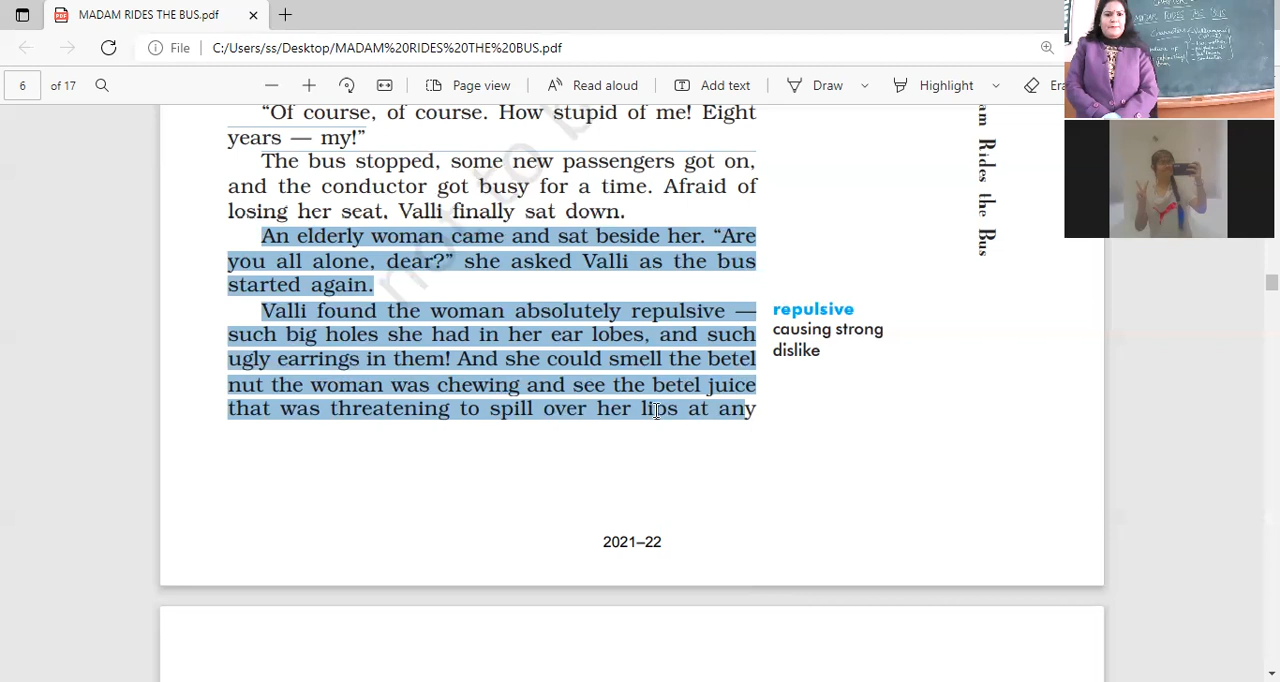 MADAM RIDES THE BUS.pdf
File C:/Users/ss/Desktop/MADAM%20RIDES%20THE%20BUS.pdf
6 of 17 Page view Read aloud Add text Draw Highlight Era
“Of course, of course. How stupid of me! Eight
years — my!”
The bus stopped, some new passengers got on,
and the conductor got busy for a time. Afraid of
losing her seat, Valli finally sat down.
An elderly woman came and sat beside her. “Are
you all alone, dear?” she asked Valli as the bus
started again.
Valli found the woman absolutely repulsive —
such big holes she had in her ear lobes, and such
ugly earrings in them! And she could smell the betel
nut the woman was chewing and see the betel juice
that was threatening to spill over her lips at any
repulsive
causing strong
dislike
am Rides the Bus
not to b
2021–22
MADAM RIDES THE BUS